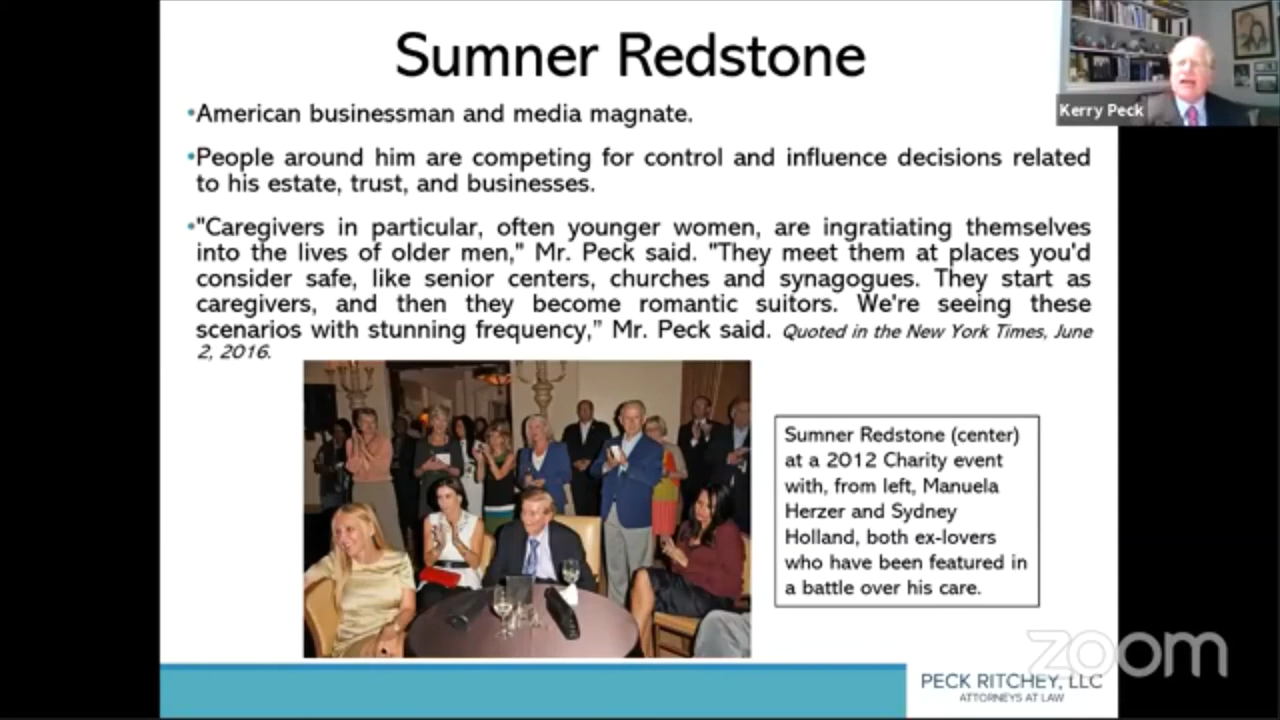 Sumner Redstone
Kerry Peck
•American businessman and media magnate.
•People around him are competing for control and influence decisions related
to his estate, trust, and businesses.
•"Caregivers in particular, often younger women, are ingratiating themselves
into the lives of older men," Mr. Peck said. "They meet them at places you'd
consider safe, like senior centers, churches and synagogues. They start as
caregivers, and then they become romantic suitors. We're seeing these
scenarios with stunning frequency,” Mr. Peck said. Quoted in the New York Times, June
2, 2016.
Sumner Redstone (center)
at a 2012 Charity event
with, from left, Manuela
Herzer and Sydney
Holland, both ex-lovers
who have been featured in
a battle over his care.
zoom
PECK RITCHEY, LLC
ATTORNEYS AT LAW